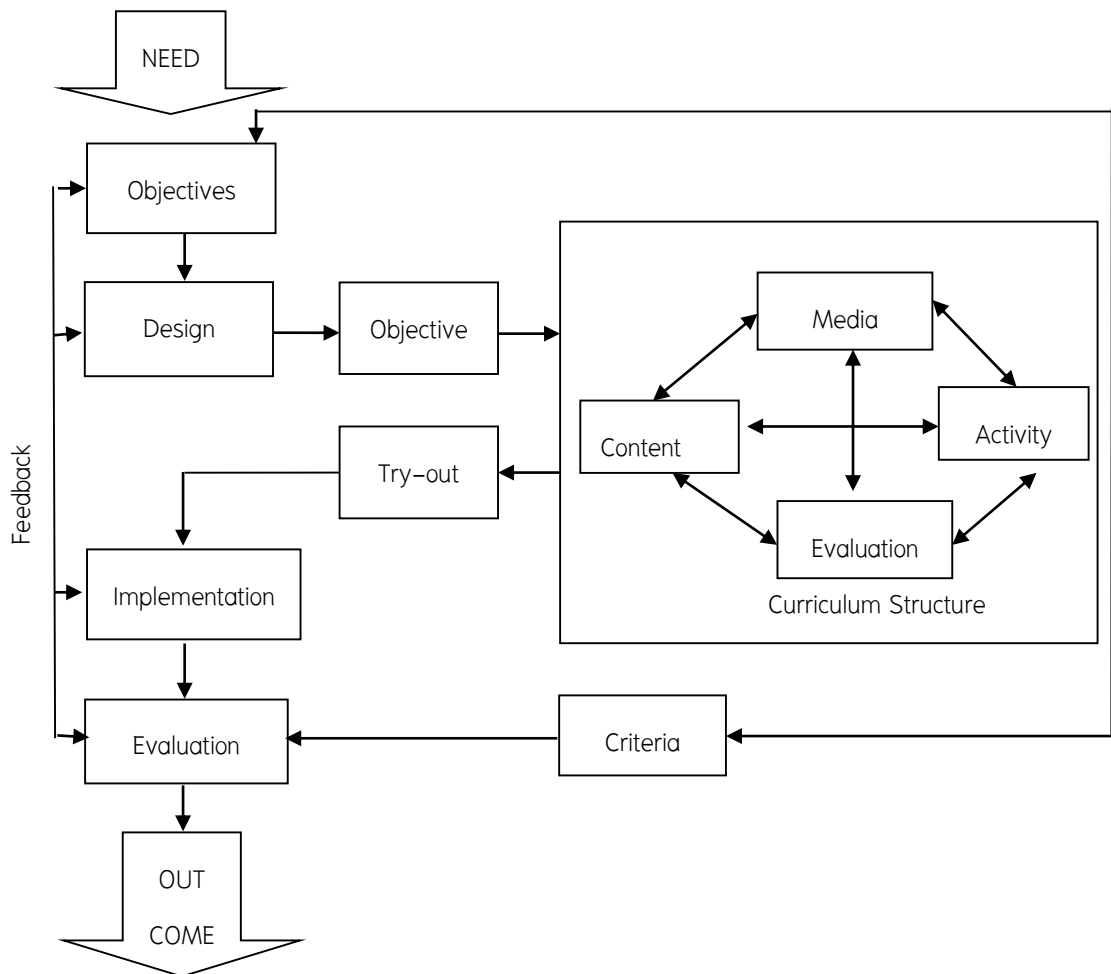 NEED
Objectives
Design
Objective
Media
Content
Activity
Try-out
Feedback
Evaluation
Implementation
Curriculum Structure
Evaluation
Criteria
OUT
COME